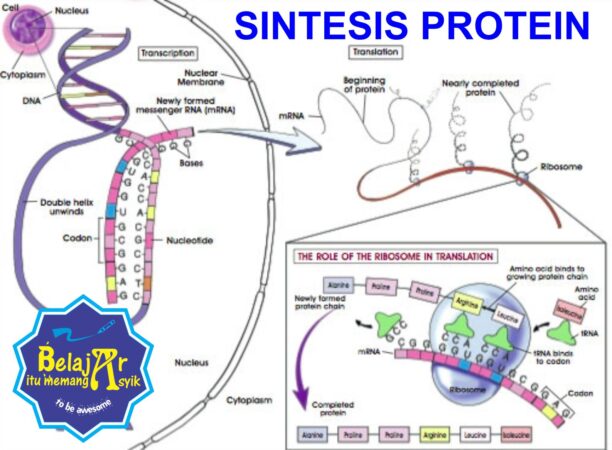 SINTESIS PROTEIN
Cell
Nucleus
Cytoplasm
DNA
Transcription
Nuclear
Membrane
Newly formed
messenger RNA (mRNA)
Bases
Double helix
unwinds
Codon
Nucleotide
Nucleus
Cytoplasm
Translation
Beginning
of protein
Nearly completed
protein
mRNA
Ribosome
THE ROLE OF THE RIBOSOME IN TRANSLATION
Amino acid binds to
growing protein chain
Amino
acid
Alanine
Proline
Proline
Arginine
Leucine
Isoleucine
Newly formed
protein chain
tRNA
mRNA
tRNA binds
to codon
Ribosome
Codon
Completed
protein
Alanine
Proline
Proline
Arginine
Leucine
Isoleucine
BelajAr
itu memang asyik
to be awesome